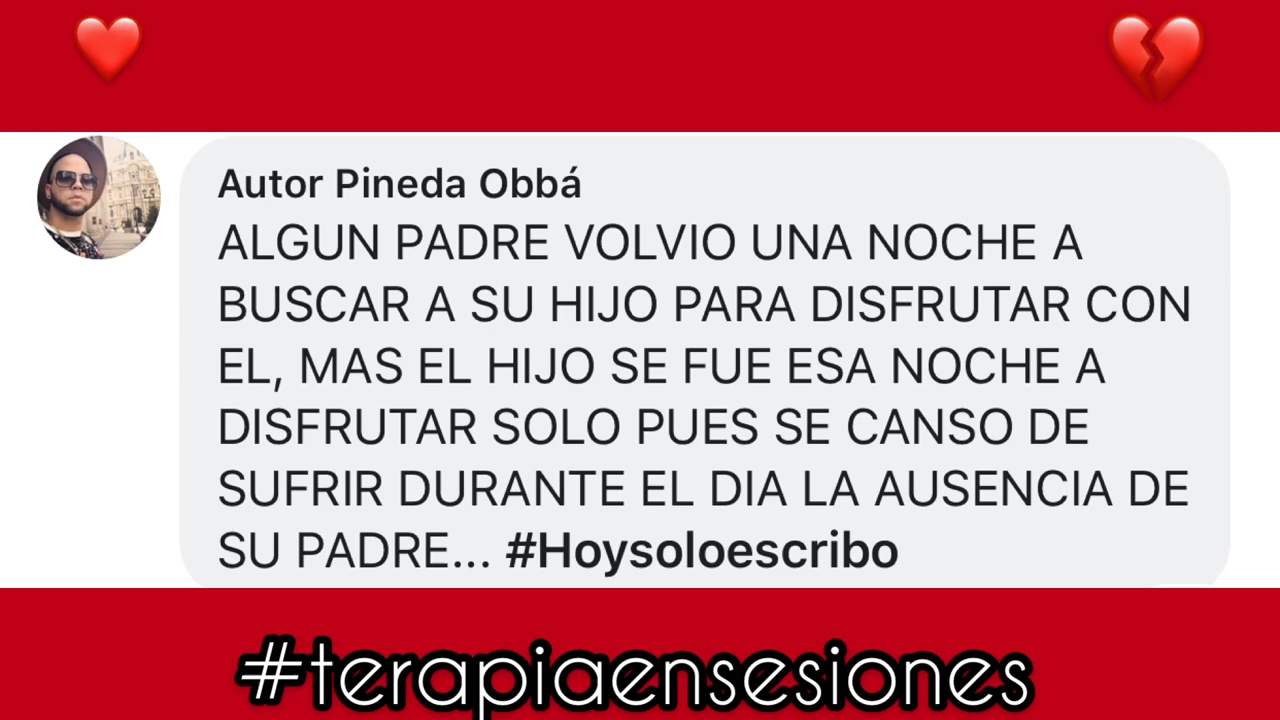 Autor Pineda Obbá
ALGUN PADRE VOLVIO UNA NOCHE A
BUSCAR A SU HIJO PARA DISFRUTAR CON
EL, MAS EL HIJO SE FUE ESA NOCHE A
DISFRUTAR SOLO PUES SE CANSO DE
SUFRIR DURANTE EL DIA LA AUSENCIA DE
SU PADRE... #Hoysoloescribo
#terapiaensesiones